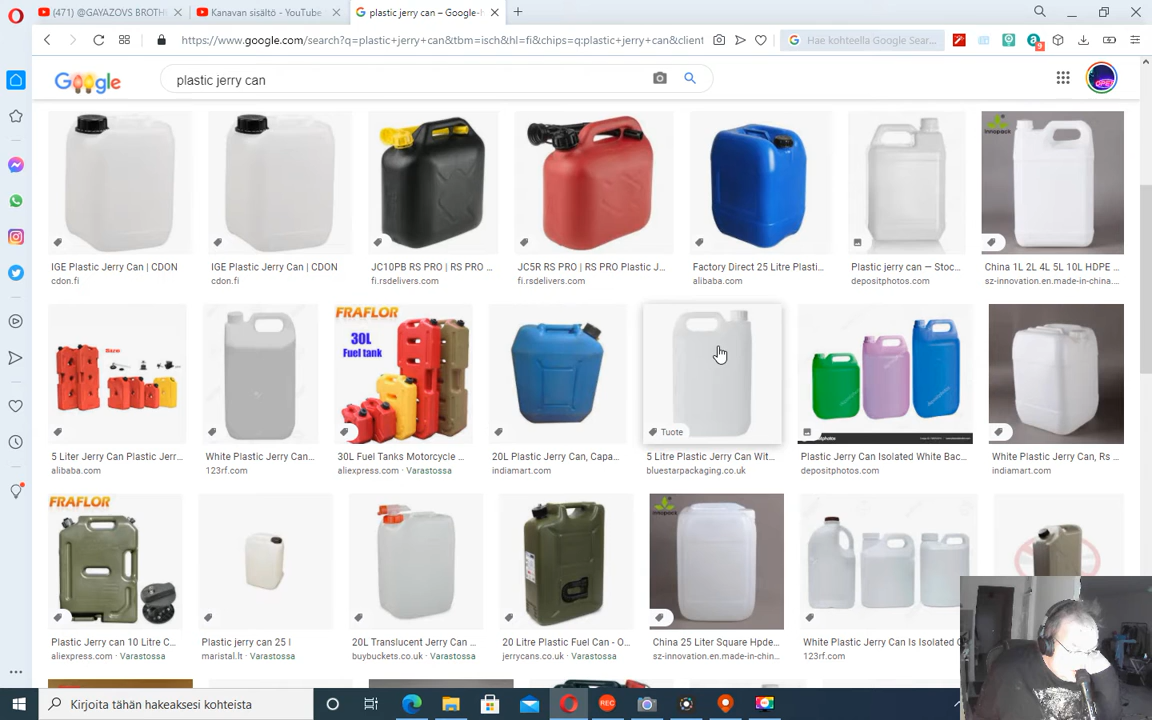 (471) @GAYAZOVS BROTH
Kanavan sisältö - YouTube
plastic jerry can – Google-h
https://www.google.com/search?q=plastic+jerry+can&tbm=isch&hl=fi&chips=q:plastic+jerry+can&client
Hae kohteella Google Sear...
9
Google
plastic jerry can
innopack
IGE Plastic Jerry Can | CDON
cdon.fi
IGE Plastic Jerry Can | CDON
cdon.fi
JC10PB RS PRO | RS PRO ...
fi.rsdelivers.com
JC5R RS PRO | RS PRO Plastic J...
fi.rsdelivers.com
Factory Direct 25 Litre Plasti...
alibaba.com
Plastic jerry can — Stoc...
depositphotos.com
China 1L 2L 4L 5L 10L HDPE ...
sz-innovation.en.made-in-china....
FRAFLOR
30L
Fuel tank
Tuote
5 Liter Jerry Can Plastic Jerr...
alibaba.com
White Plastic Jerry Can...
123rf.com
30L Fuel Tanks Motorcycle ...
aliexpress.com · Varastossa
20L Plastic Jerry Can, Capa...
indiamart.com
5 Litre Plastic Jerry Can Wit...
bluestarpackaging.co.uk
Plastic Jerry Can Isolated White Bac...
depositphotos.com
White Plastic Jerry Can, Rs ...
indiamart.com
FRAFLOR
innopack
Plastic Jerry can 10 Litre C...
aliexpress.com · Varastossa
Plastic jerry can 25 l
maristal.lt · Varastossa
20L Translucent Jerry Can ...
buybuckets.co.uk · Varastossa
20 Litre Plastic Fuel Can - O...
jerrycans.co.uk · Varastossa
China 25 Liter Square Hpde...
sz-innovation.en.made-in-chin...
White Plastic Jerry Can Is Isolated
123rf.com
Kirjoita tähän hakeaksesi kohteista
REC